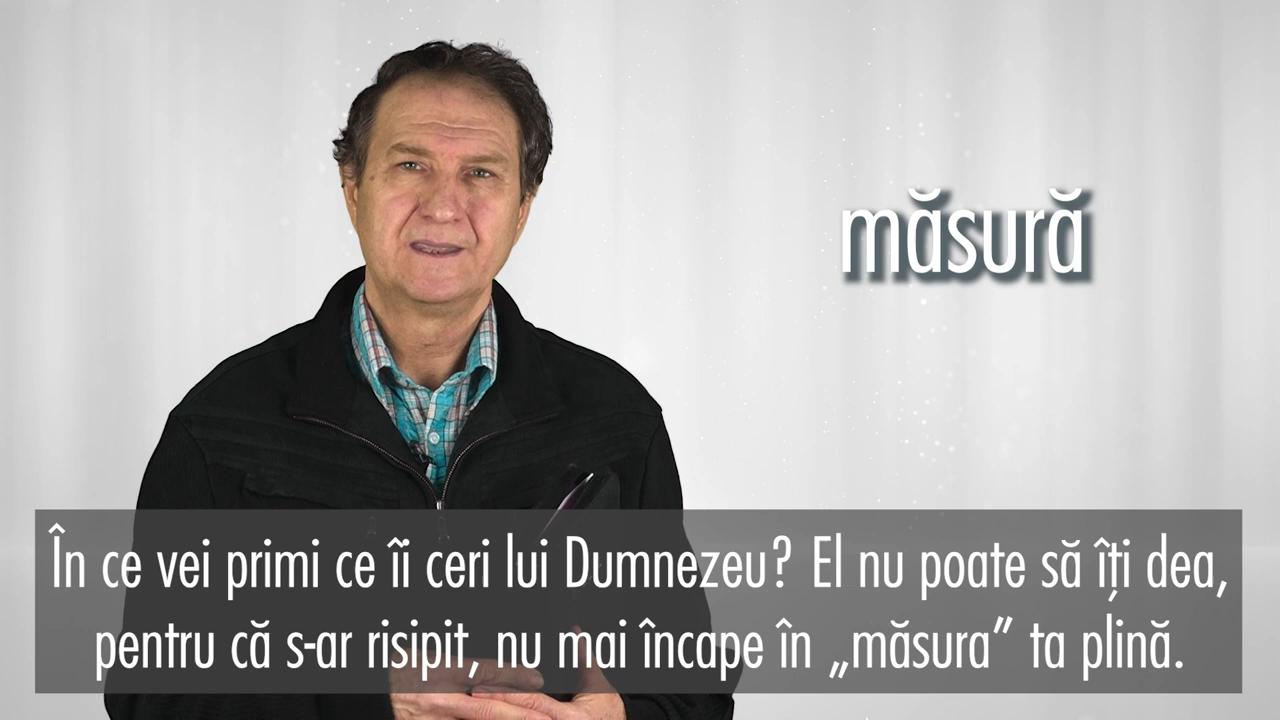 măsură
În ce vei primi ce îi ceri lui Dumnezeu? El nu poate să îți dea,
pentru că s-ar risipit, nu mai încape în „măsura” ta plină.